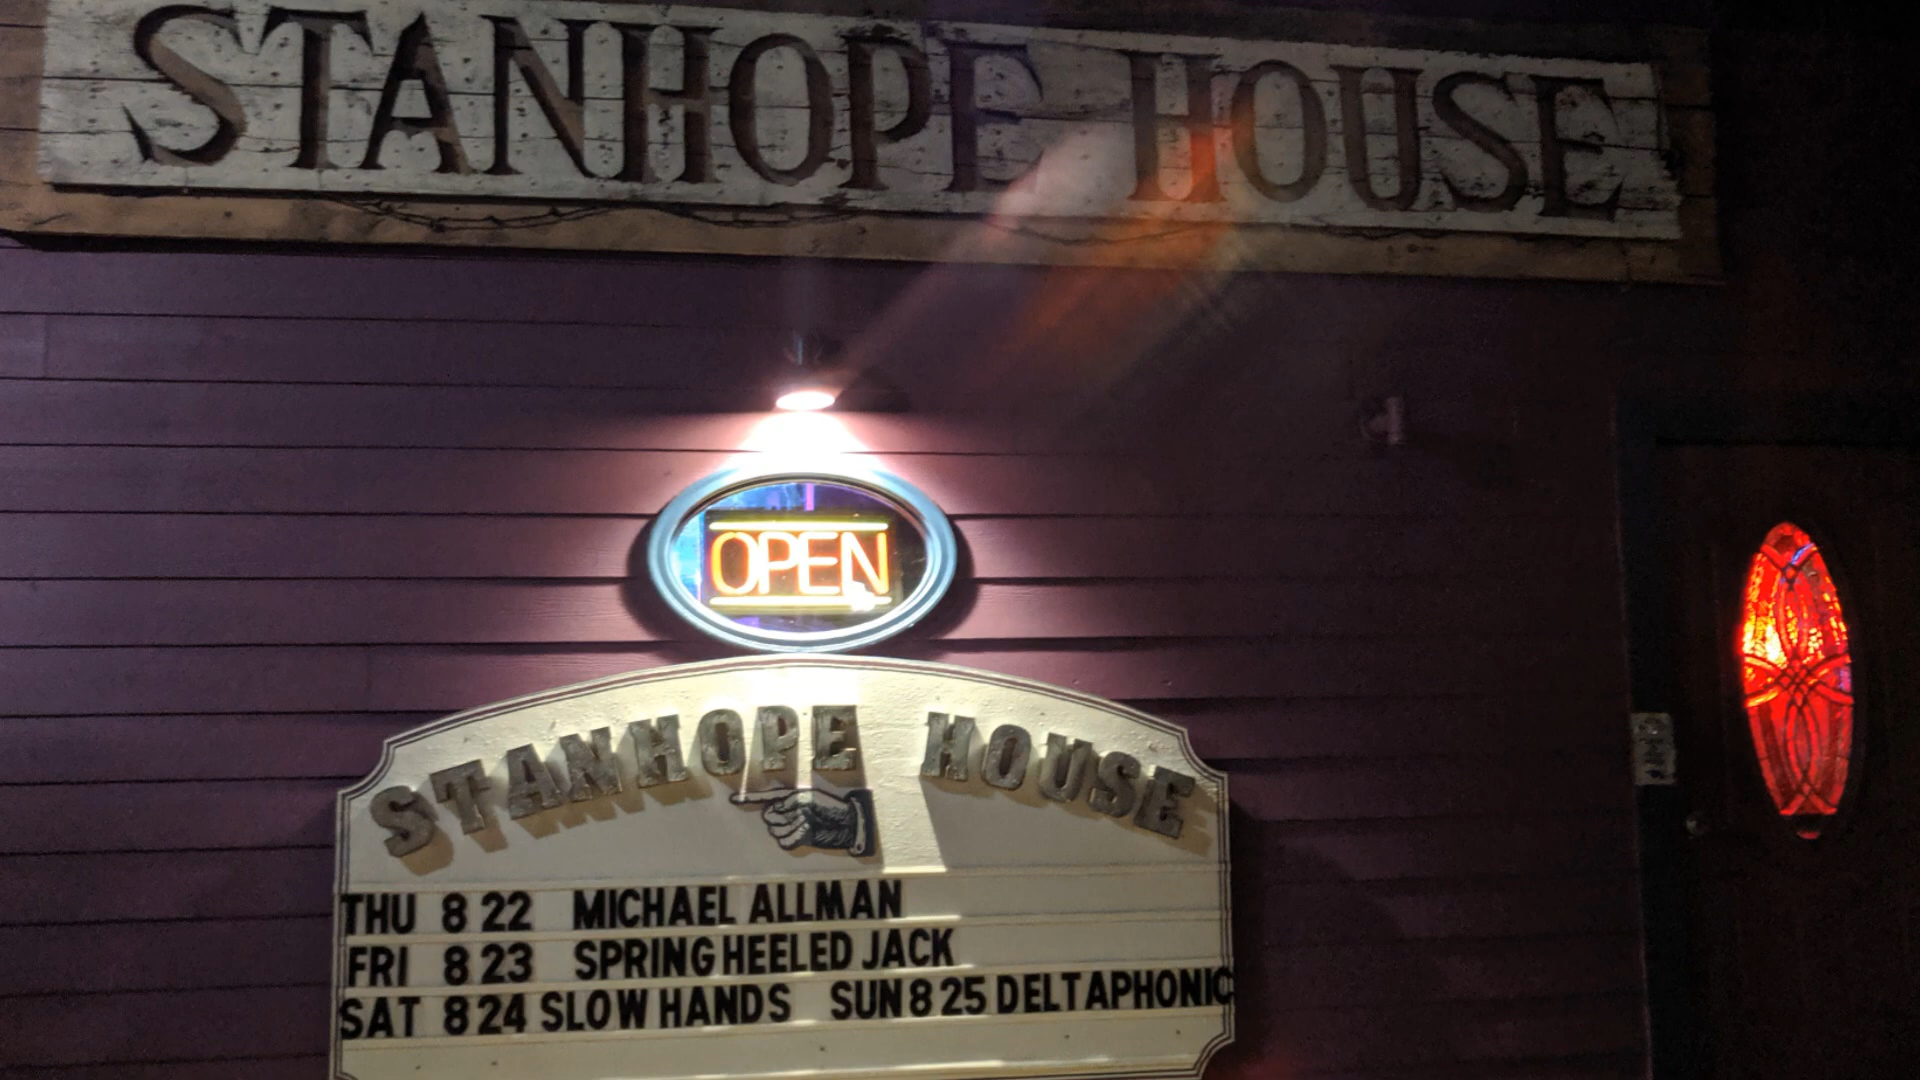 STANHOPE HOUSE
OPEN
STANHOPE HOUSE
THU 8 22 MICHAEL ALLMAN
FRI 8 23 SPRING HEELED JACK
SAT 8 24 SLOW HANDS SUN 8 25 DELTAPHONIC